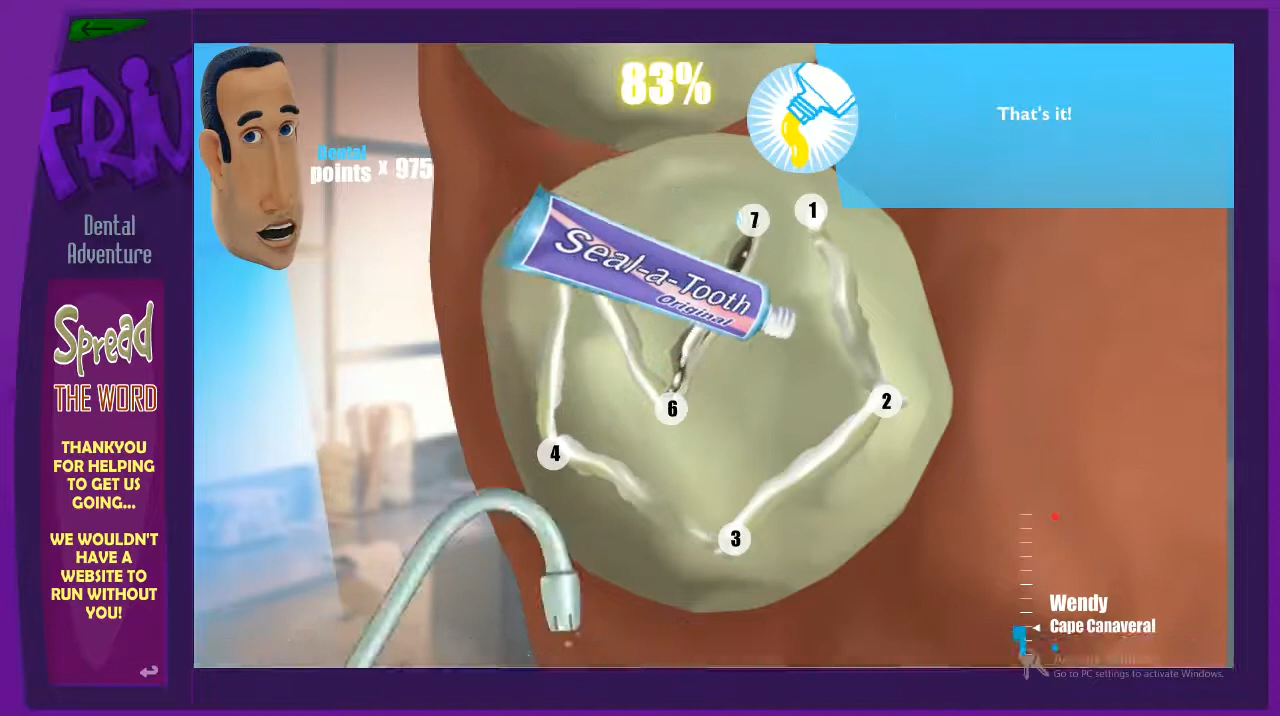 FRIV
Dental
Adventure
Spread
THE WORD
THANKYOU
FOR HELPING
TO GET US
GOING...
WE WOULDN'T
HAVE A
WEBSITE TO
RUN WITHOUT
YOU!
Dental
points x 975
83%
That's it!
7
1
Seal-a-Tooth
Original
2
6
4
3
Wendy
Cape Canaveral
Go to PC settings to activate Windows.